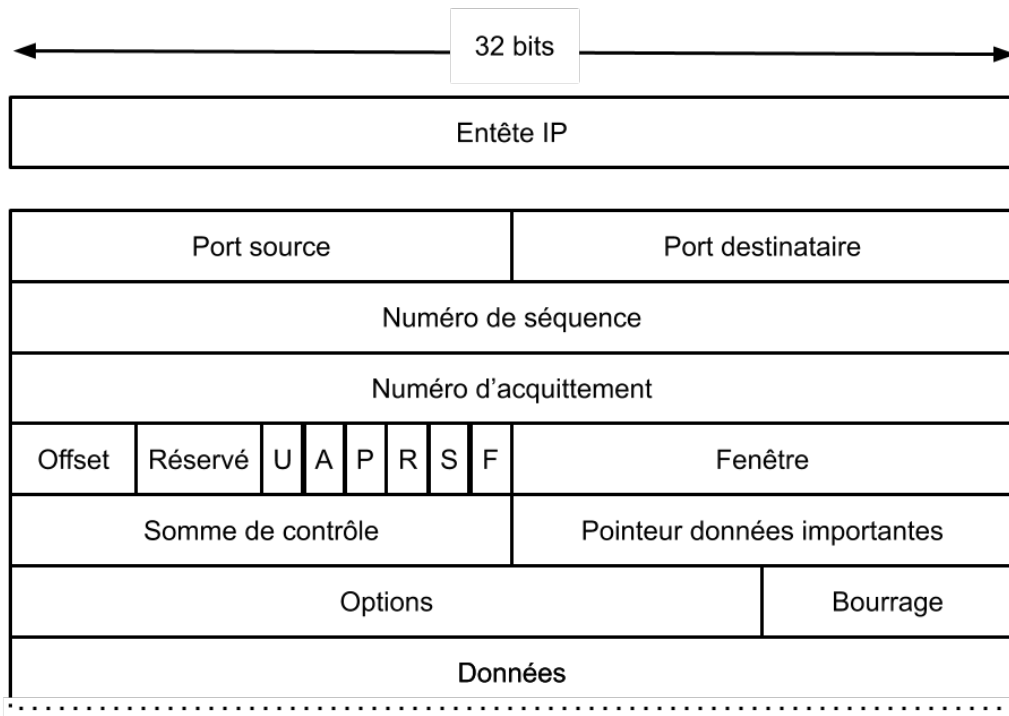 32 bits
Entête IP
Port source Port destinataire
Numéro de séquence
Numéro d’acquittement
Offset Réservé U A P R S F Fenêtre
Somme de contrôle Pointeur données importantes
Options Bourrage
Données